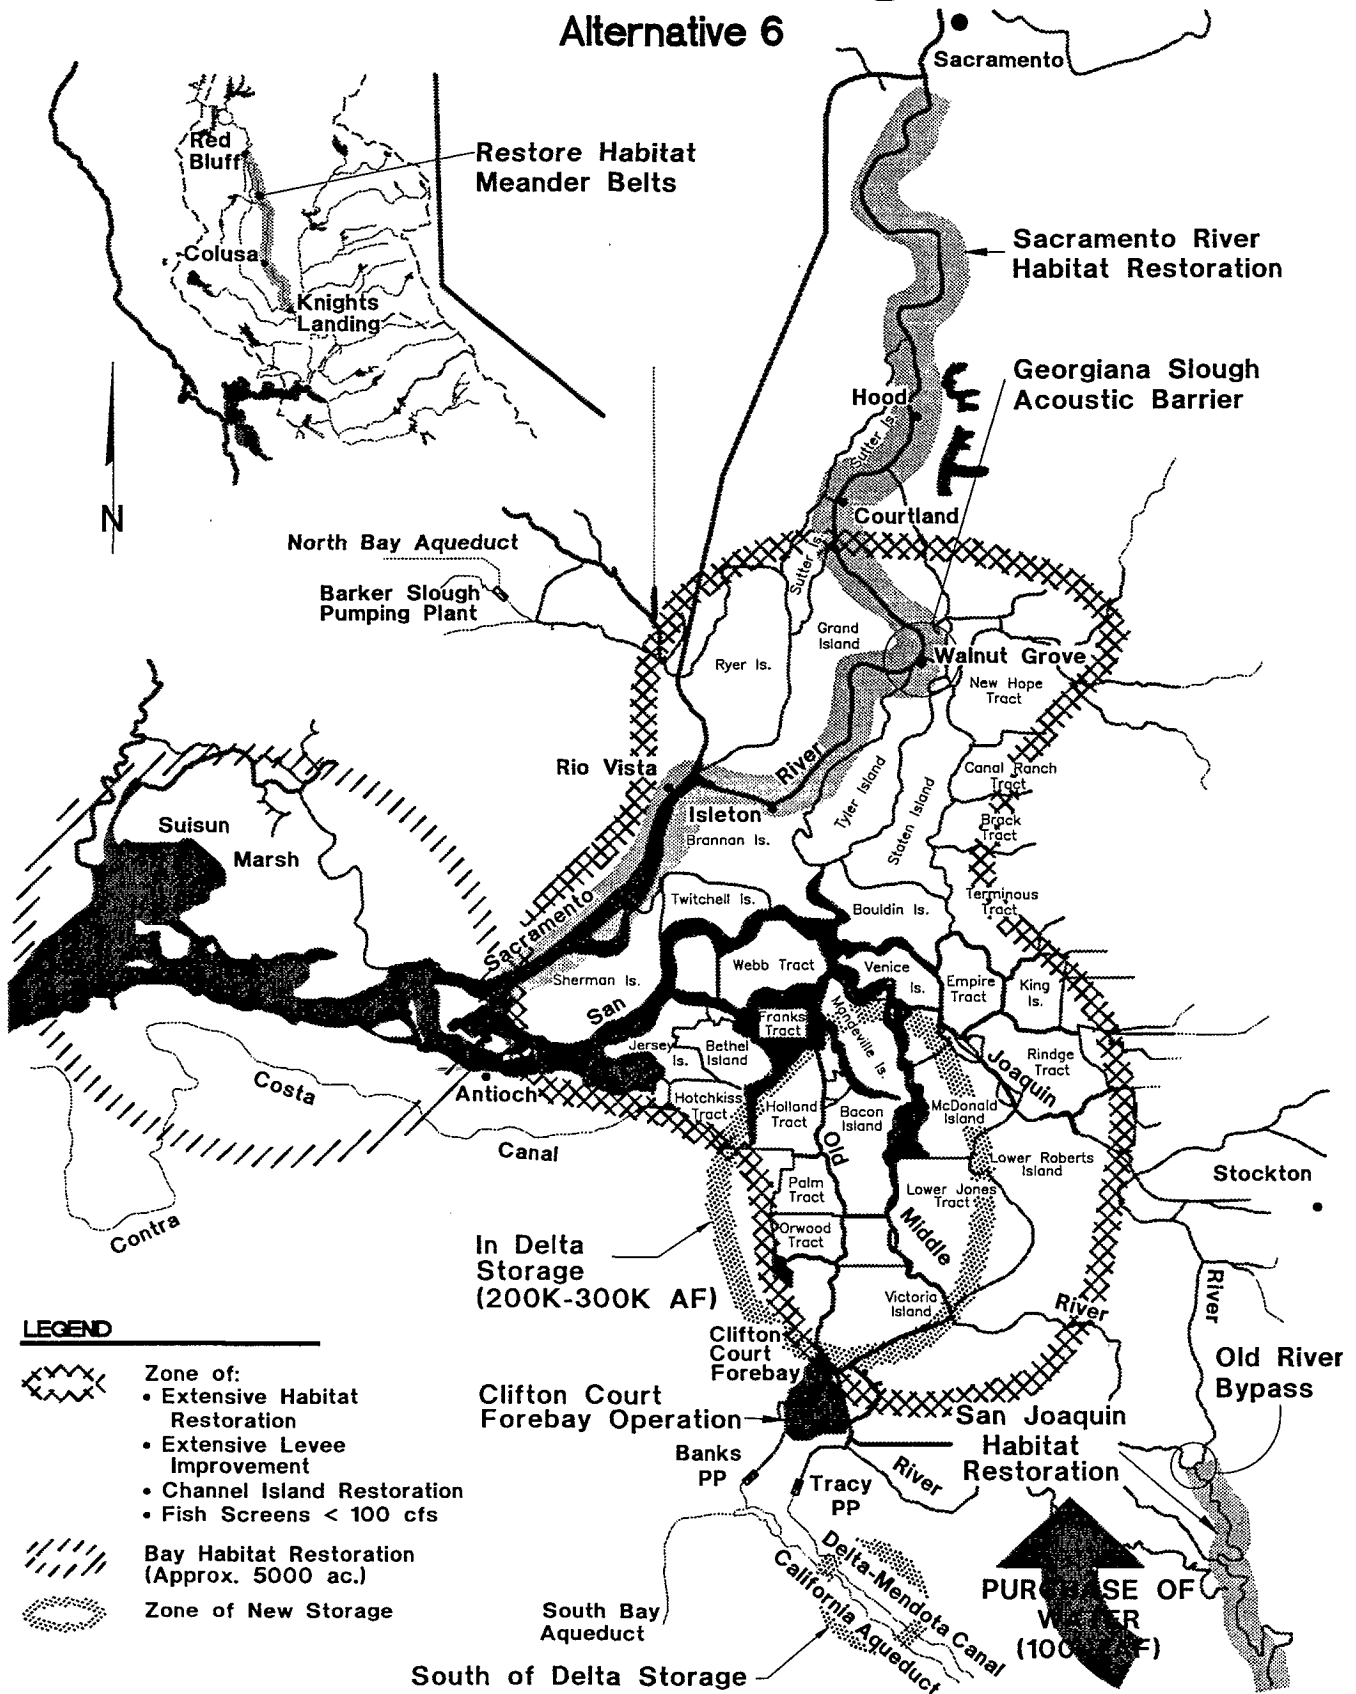 Alternative 6
Sacramento
Red
Bluff
Restore Habitat
Meander Belts
Colusa
Knights
Landing
Sacramento River
Habitat Restoration
Georgiana Slough
Acoustic Barrier
Hood
Sutter Is.
N
Courtland
North Bay Aqueduct
Barker Slough
Pumping Plant
Sutter Is.
Grand
Island
Ryer Is.
Walnut Grove
New Hope
Tract
Rio Vista
River
Canal Ranch
Tract
Isleton
Brannan Is.
Tyler Island
Staten Island
Brack
Tract
Suisun
Marsh
Twitchell Is.
Bouldin Is.
Terminous
Tract
Sacramento
Sherman Is.
Webb Tract
Venice
Is.
Empire
Tract
King
Is.
San
Franks
Tract
Mandeville Is.
Jersey
Is.
Bethel
Island
Joaquin
Rindge
Tract
Costa
Antioch
Hotchkiss
Tract
Holland
Tract
Bacon
Island
McDonald
Island
Canal
Old
Lower Roberts
Island
Stockton
Palm
Tract
Lower Jones
Tract
Contra
Orwood
Tract
Middle
In Delta
Storage
(200K-300K AF)
Victoria
Island
River
River
Clifton
Court
Forebay
Old River
Bypass
Clifton Court
Forebay Operation
San Joaquin
Habitat
Restoration
Banks
PP
Tracy
PP
River
Delta-Mendota Canal
California Aqueduct
PURCHASE OF
WATER
South Bay
Aqueduct
South of Delta Storage
LEGEND
Zone of:
• Extensive Habitat
Restoration
• Extensive Levee
Improvement
• Channel Island Restoration
• Fish Screens < 100 cfs
Bay Habitat Restoration
(Approx. 5000 ac.)
Zone of New Storage